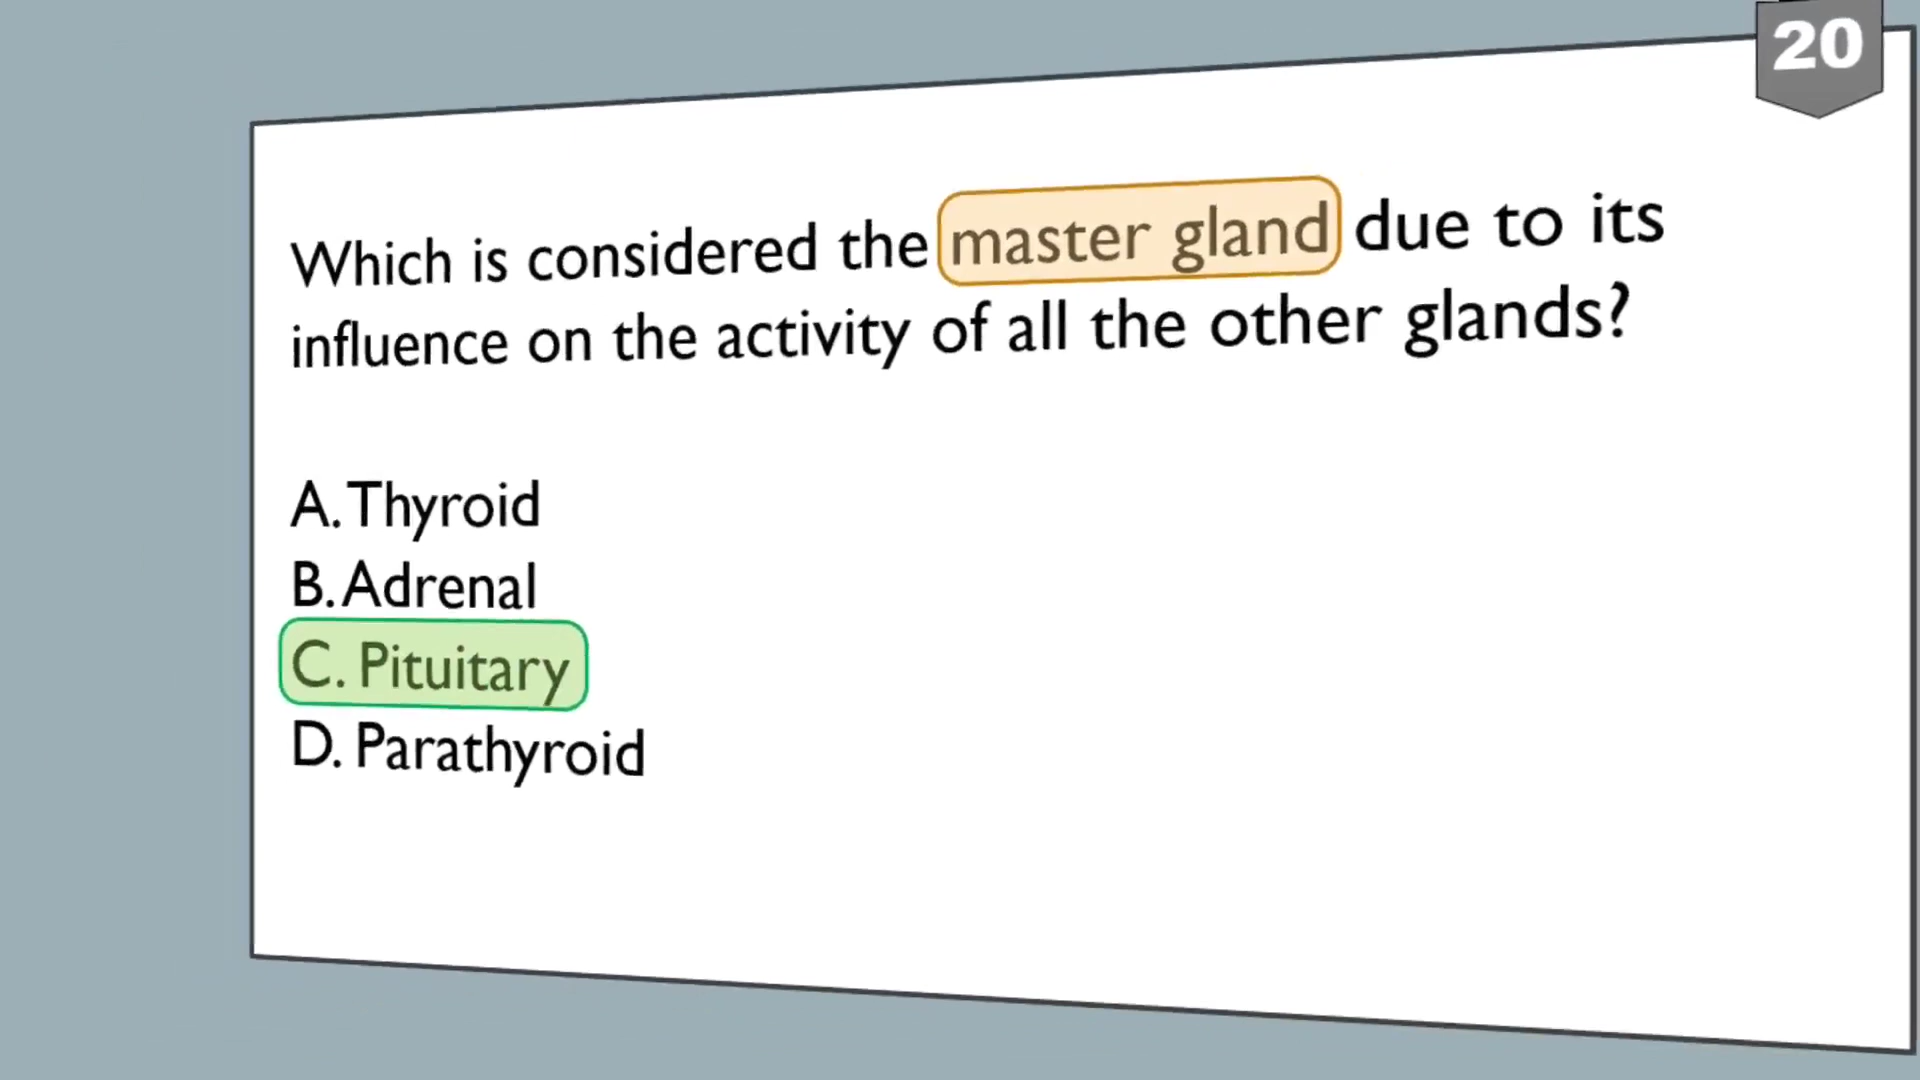 20
Which is considered the master gland due to its
influence on the activity of all the other glands?
A. Thyroid
B. Adrenal
C. Pituitary
D. Parathyroid